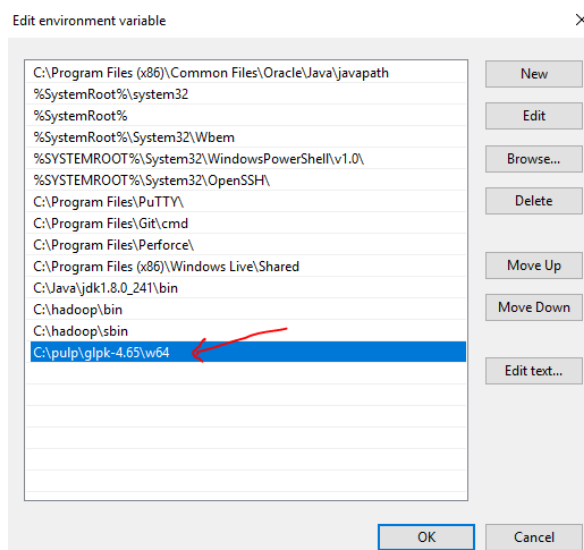 Edit environment variable
C:\Program Files (x86)\Common Files\Oracle\Java\javapath
%SystemRoot%\system32
%SystemRoot%
%SystemRoot%\System32\Wbem
%SYSTEMROOT%\System32\WindowsPowerShell\v1.0\
%SYSTEMROOT%\System32\OpenSSH\
C:\Program Files\PuTTY\
C:\Program Files\Git\cmd
C:\Program Files\Perforce\
C:\Program Files (x86)\Windows Live\Shared
C:\Java\jdk1.8.0_241\bin
C:\hadoop\bin
C:\hadoop\sbin
C:\pulp\glpk-4.65\w64
New
Edit
Browse...
Delete
Move Up
Move Down
Edit text...
OK
Cancel